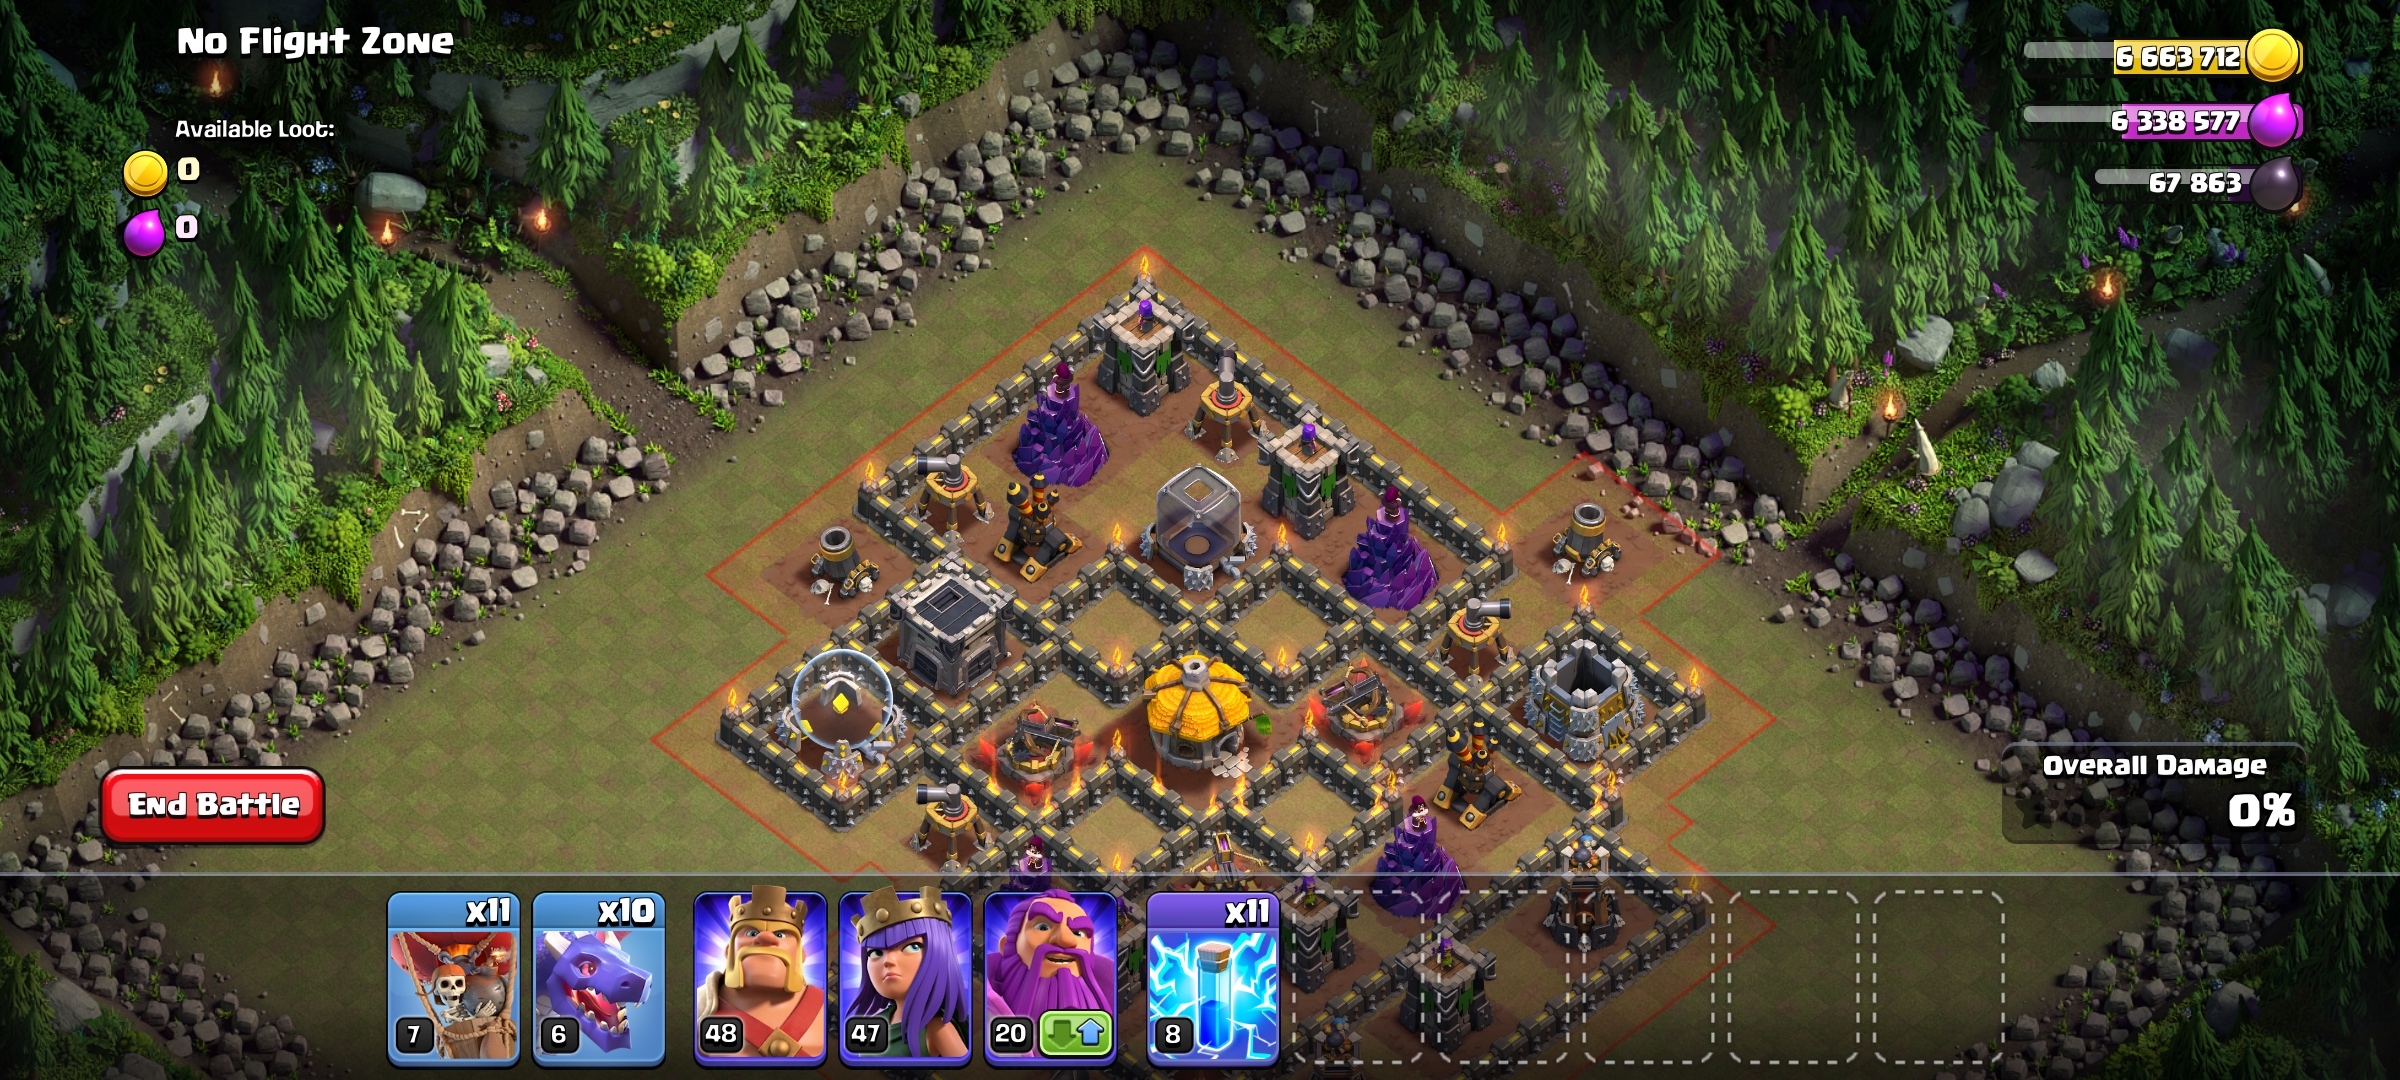 No Flight Zone
Available Loot:
0
0
6 663 712
6 338 577
67 863
End Battle
Overall Damage
0%
x11
x10
x11
7
6
48
47
20
8